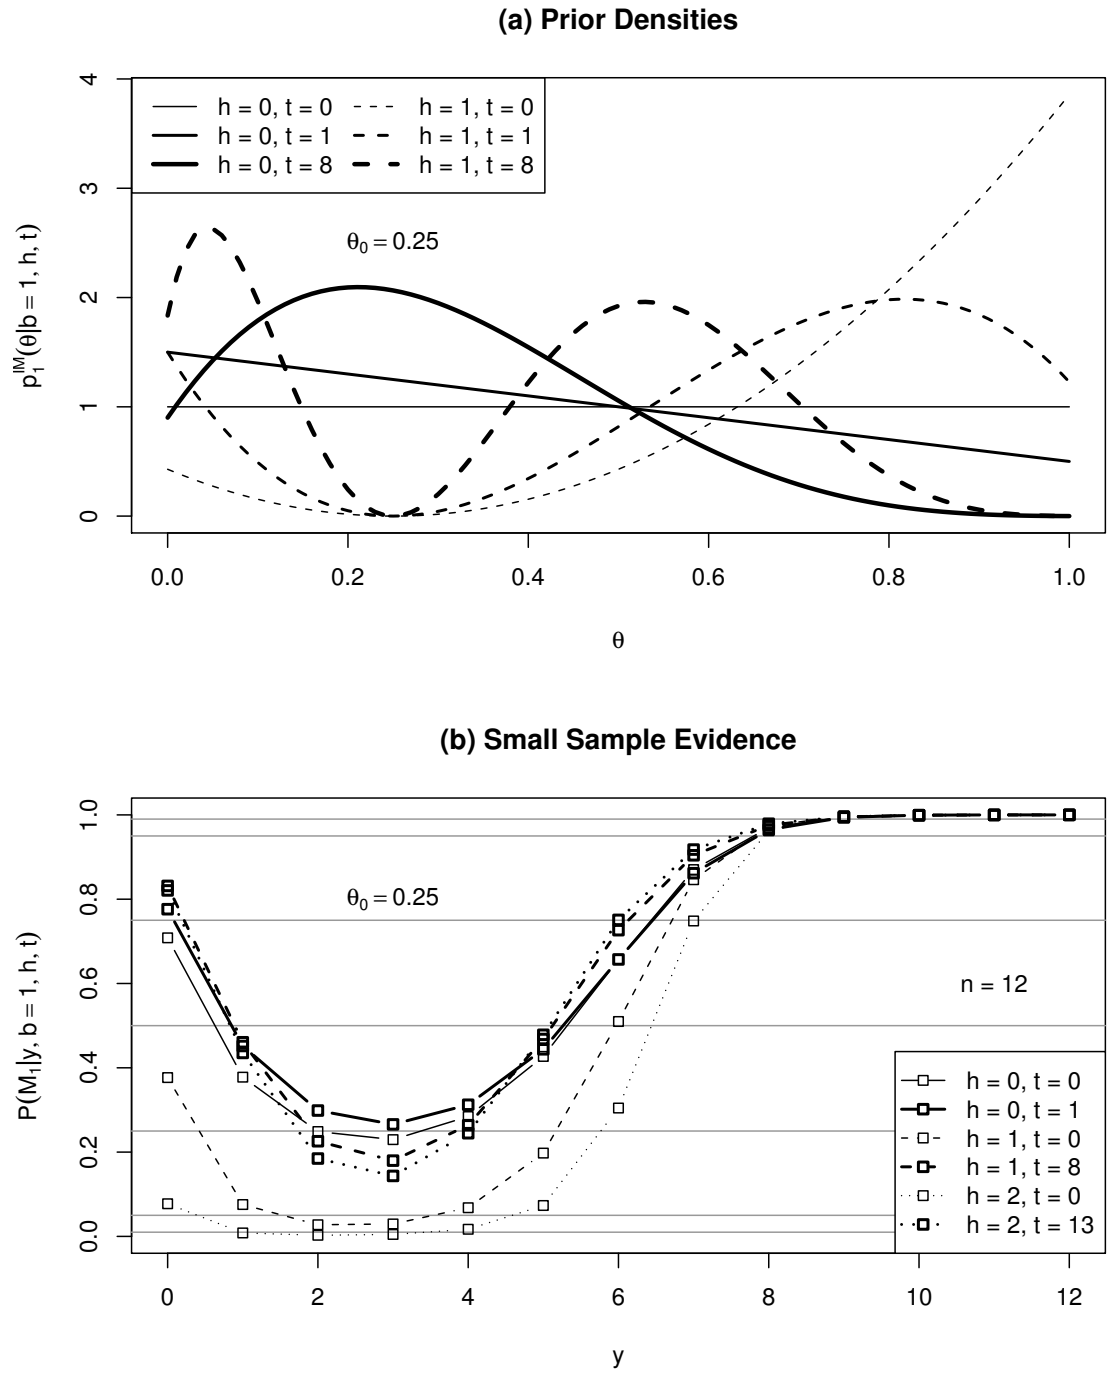 (a) Prior Densities
p₁ᴵᴹ(θ|b = 1, h, t)
4
3
2
1
0
h = 0, t = 0
h = 0, t = 1
h = 0, t = 8
h = 1, t = 0
h = 1, t = 1
h = 1, t = 8
θ₀ = 0.25
0.0 0.2 0.4 0.6 0.8 1.0
θ
(b) Small Sample Evidence
P(M₁|y, b = 1, h, t)
1.0
0.8
0.6
0.4
0.2
0.0
θ₀ = 0.25
n = 12
h = 0, t = 0
h = 0, t = 1
h = 1, t = 0
h = 1, t = 8
h = 2, t = 0
h = 2, t = 13
0 2 4 6 8 10 12
y